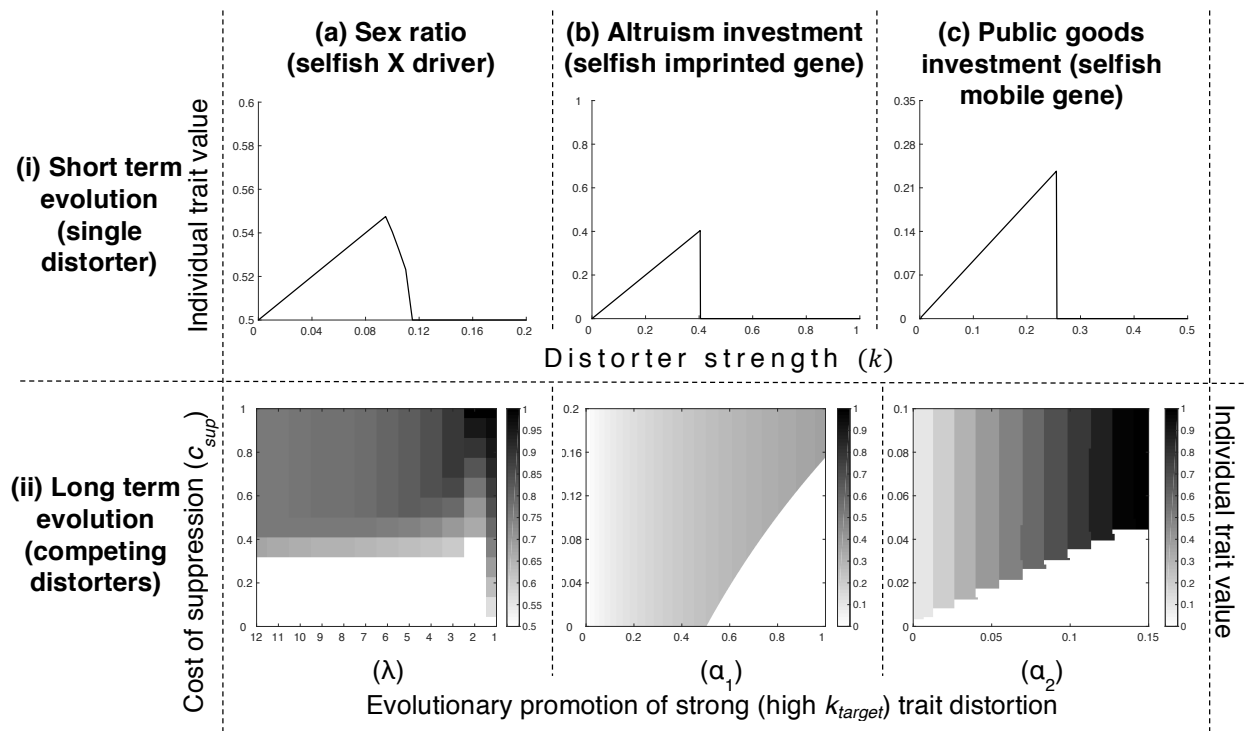 (a) Sex ratio
(selfish X driver)
(b) Altruism investment
(selfish imprinted gene)
(c) Public goods
investment (selfish
mobile gene)
(i) Short term
evolution
(single
distorter)
Individual trait value
0.6
0.58
0.56
0.54
0.52
0.5
0 0.04 0.08 0.12 0.16 0.2
1
0.8
0.6
0.4
0.2
0
0 0.2 0.4 0.6 0.8 1
0.35
0.28
0.21
0.14
0.07
0
0 0.1 0.2 0.3 0.4 0.5
Distorter strength (k)
(ii) Long term
evolution
(competing
distorters)
Cost of suppression (c_sup)
1
0.8
0.6
0.4
0.2
0
12 11 10 9 8 7 6 5 4 3 2 1
1
0.95
0.9
0.85
0.8
0.75
0.7
0.65
0.6
0.55
0.5
(λ)
0.2
0.16
0.12
0.08
0.04
0
0 0.2 0.4 0.6 0.8 1
1
0.9
0.8
0.7
0.6
0.5
0.4
0.3
0.2
0.1
0
(α₁)
0.1
0.08
0.06
0.04
0.02
0
0 0.05 0.1 0.15
1
0.9
0.8
0.7
0.6
0.5
0.4
0.3
0.2
0.1
0
(α₂)
Individual trait value
Evolutionary promotion of strong (high k_target) trait distortion